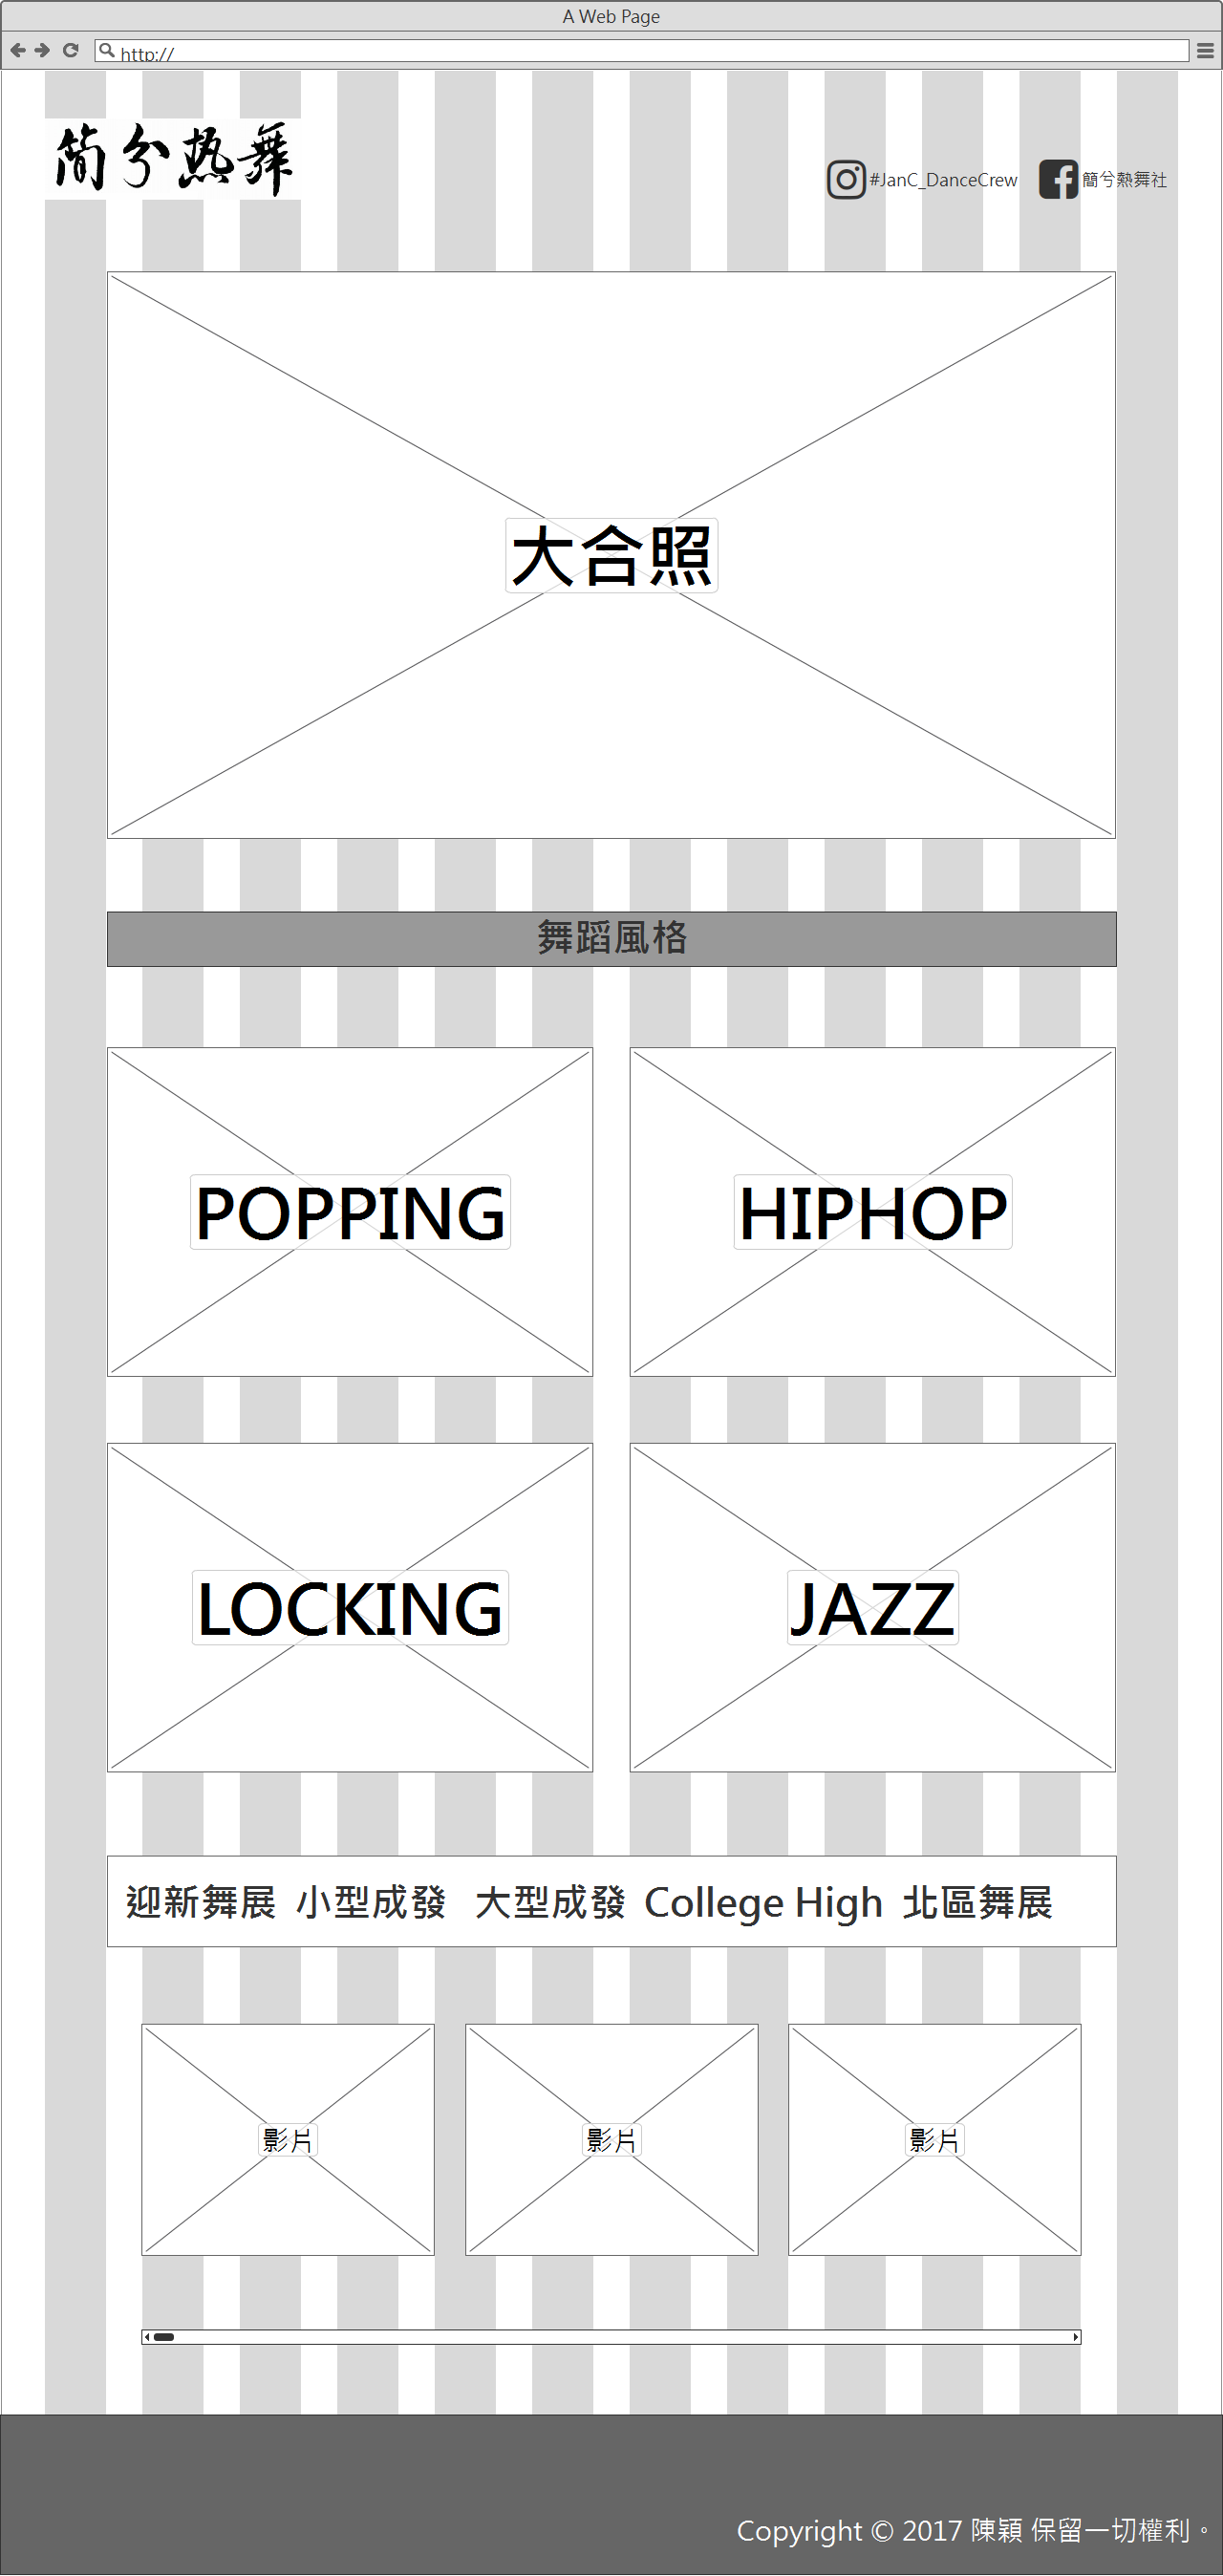 A Web Page
http://
简兮热舞
#JanC_DanceCrew 簡兮熱舞社
大合照
舞蹈風格
POPPING HIPHOP
LOCKING JAZZ
迎新舞展 小型成發 大型成發 College High 北區舞展
影片 影片 影片
Copyright © 2017 陳穎 保留一切權利。